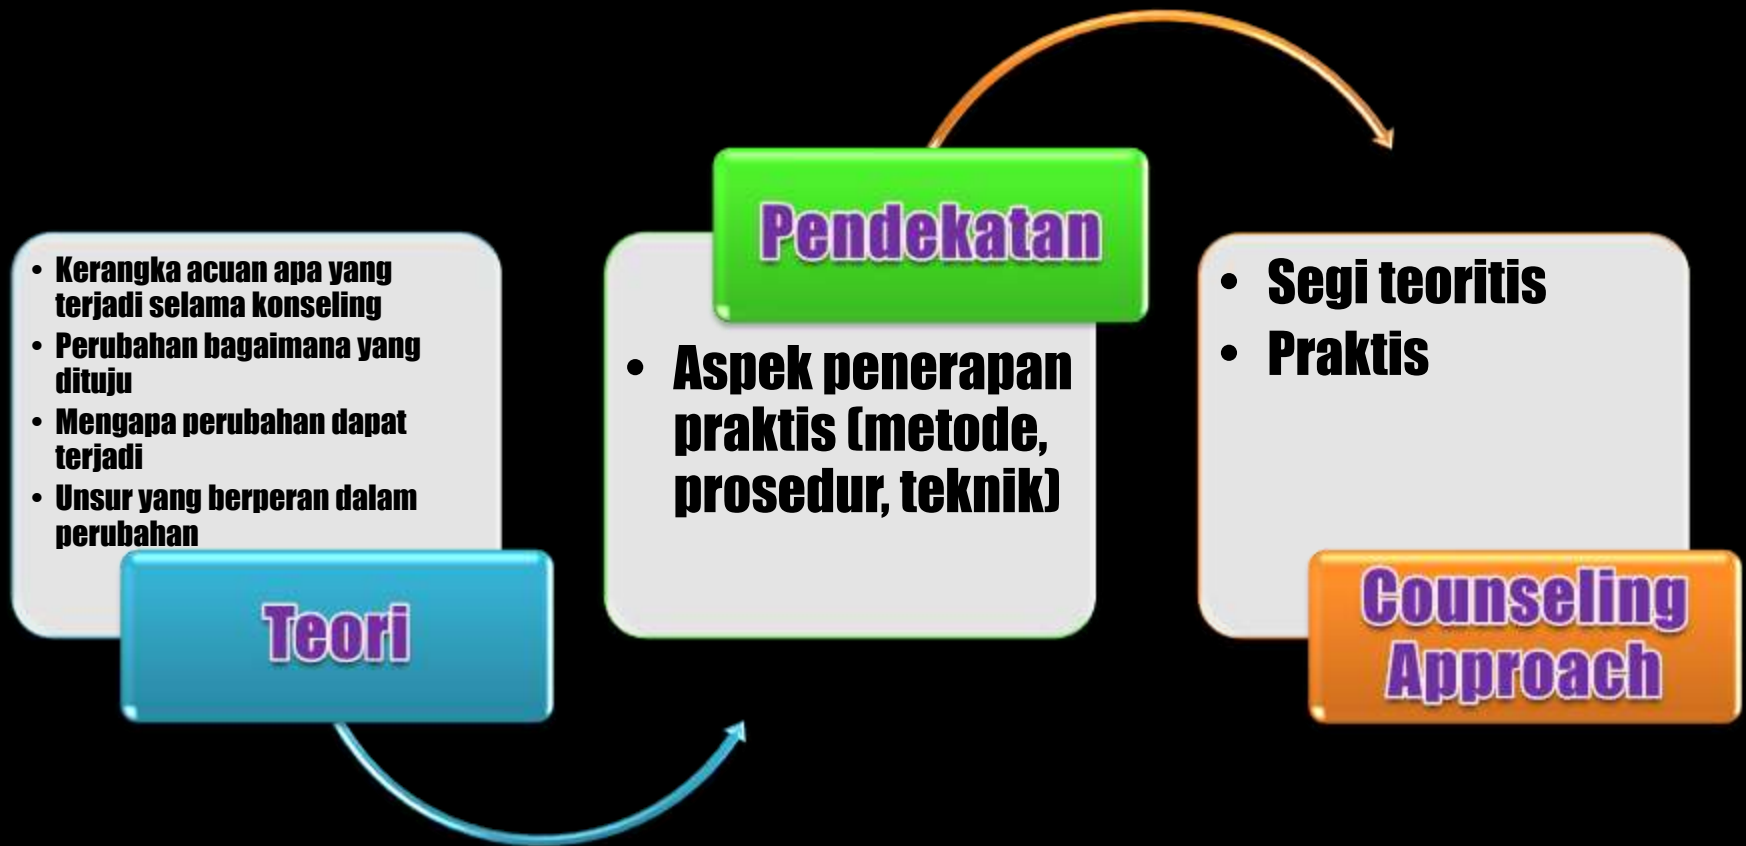 • Kerangka acuan apa yang
terjadi selama konseling
• Perubahan bagaimana yang
dituju
• Mengapa perubahan dapat
terjadi
• Unsur yang berperan dalam
perubahan
Teori
Pendekatan
• Aspek penerapan
praktis (metode,
prosedur, teknik)
• Segi teoritis
• Praktis
Counseling
Approach